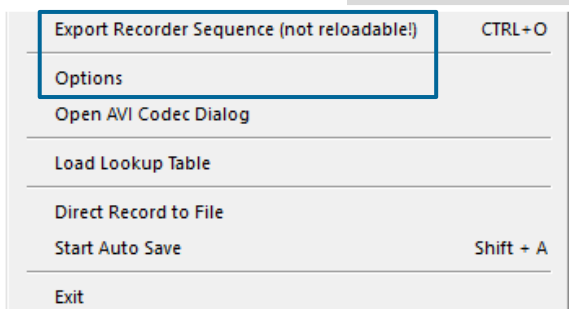 Export Recorder Sequence (not reloadable!) CTRL+O
Options
Open AVI Codec Dialog
Load Lookup Table
Direct Record to File
Start Auto Save Shift + A
Exit